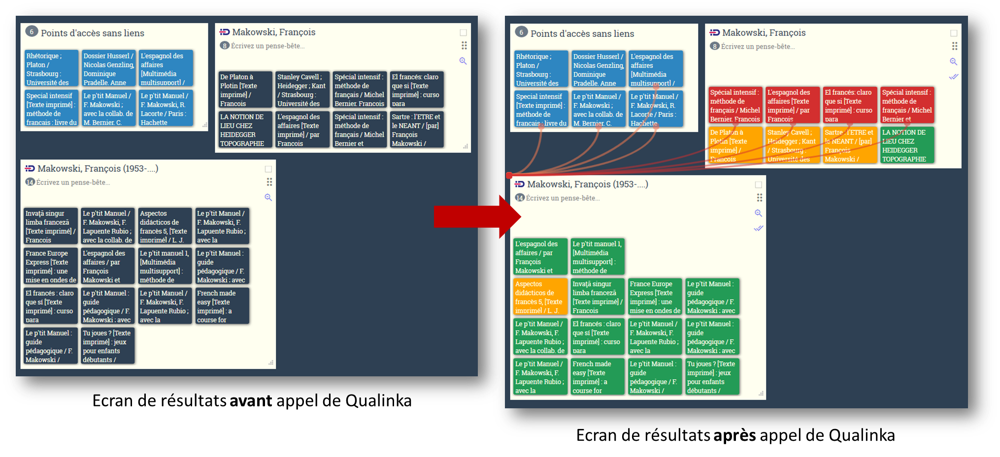 6 Points d'accès sans liens
Rhétorique ;
Platon /
Strasbourg :
Université des
Dossier Husserl /
Nicolas Genzling,
Dominique
Pradelle. Anne
L'espagnol des
affaires
[Multimédia
multisupport] /
Special intensif
[Texte imprimé] :
méthode de
francais : livre du
Le p'tit Manuel /
F. Makowski ;
avec la collab. de
M. Bernier. C.
Le p'tit Manuel /
F. Makowski, R.
Lacorte / Paris :
Hachette
Makowski, François
8 Écrivez un pense-bête...
De Platon à
Plotin [Texte
imprimé] /
Francois
Stanley Cavell ;
Heidegger ; Kant
/ Strasbourg :
Université des
Spécial intensif :
méthode de
français / Michel
Bernier. Francois
El francés: claro
que si [Texte
imprimé] : curso
para
LA NOTION DE
LIEU CHEZ
HEIDEGGER
TOPOGRAPHIE
L'espagnol des
affaires [Texte
imprimé] / par
Francois
Spécial intensif :
méthode de
français / Michel
Bernier et
Sartre : l'ETRE et
le NEANT / [par]
François
Makowski /
Makowski, François (1953-....)
14 Écrivez un pense-bête...
Invaţă singur
limba franceză
[Texte imprimé] /
Francois
Le p'tit Manuel /
F. Makowski, F.
Lapuente Rubio ;
avec la collab. de
Aspectos
didácticos de
francès 5, [Texte
imprimé] / L. J.
Le p'tit Manuel /
F. Makowski, F.
Lapuente Rubio ;
avec la
France Europe
Express [Texte
imprimé] : une
mise en ondes de
L'espagnol des
affaires / par
François
Makowski et
Le p'tit manuel 1,
[Multimédia
multisupport] :
méthode de
Le p'tit Manuel :
guide
pédagogique / F.
Makowski ; avec
El francés : claro
que sí [Texte
imprimé] : curso
para
Le p'tit Manuel :
guide
pédagogique / F.
Makowski ; avec
Le p'tit Manuel /
F. Makowski, F.
Lapuente Rubio ;
avec la
French made
easy [Texte
imprimé] : a
course for
Le p'tit Manuel :
guide
pédagogique / F.
Makowski /
Tu joues ? [Texte
imprimé] : jeux
pour enfants
débutants /
Ecran de résultats avant appel de Qualinka
6 Points d'accès sans liens
Rhétorique ;
Platon /
Strasbourg :
Université des
Dossier Husserl /
Nicolas Genzling,
Dominique
Pradelle. Anne
L'espagnol des
affaires
[Multimédia
multisupport] /
Special intensif
[Texte imprimé] :
méthode de
francais : livre du
Le p'tit Manuel /
F. Makowski ;
avec la collab. de
M. Bernier. C.
Le p'tit Manuel /
F. Makowski, R.
Lacorte / Paris :
Hachette
Makowski, François
8 Écrivez un pense-bête...
Spécial intensif :
méthode de
français / Michel
Bernier. Francois
L'espagnol des
affaires [Texte
imprimé] / par
Francois
El francés: claro
que si [Texte
imprimé] : curso
para
Spécial intensif :
méthode de
français / Michel
Bernier et
De Platon à
Plotin [Texte
imprimé] /
Francois
Stanley Cavell ;
Heidegger ; Kant
/ Strasbourg :
Université des
Sartre : l'ETRE et
le NEANT / [par]
François
Makowski /
LA NOTION DE
LIEU CHEZ
HEIDEGGER
TOPOGRAPHIE
Makowski, François (1953-....)
14 Écrivez un pense-bête...
L'espagnol des
affaires / par
François
Makowski et
Le p'tit manuel 1,
[Multimédia
multisupport] :
méthode de
Aspectos
didácticos de
francès 5, [Texte
imprimé] / L. J.
Invaţă singur
limba franceză
[Texte imprimé] /
Francois
France Europe
Express [Texte
imprimé] : une
mise en ondes de
Le p'tit Manuel :
guide
pédagogique / F.
Makowski ; avec
Le p'tit Manuel /
F. Makowski, F.
Lapuente Rubio ;
avec la collab. de
El francés : claro
que sí [Texte
imprimé] : curso
para
Le p'tit Manuel /
F. Makowski, F.
Lapuente Rubio ;
avec la
Le p'tit Manuel :
guide
pédagogique / F.
Makowski ; avec
Le p'tit Manuel /
F. Makowski, F.
Lapuente Rubio ;
avec la
French made
easy [Texte
imprimé] : a
course for
Le p'tit Manuel :
guide
pédagogique / F.
Makowski /
Tu joues ? [Texte
imprimé] : jeux
pour enfants
débutants /
Ecran de résultats après appel de Qualinka